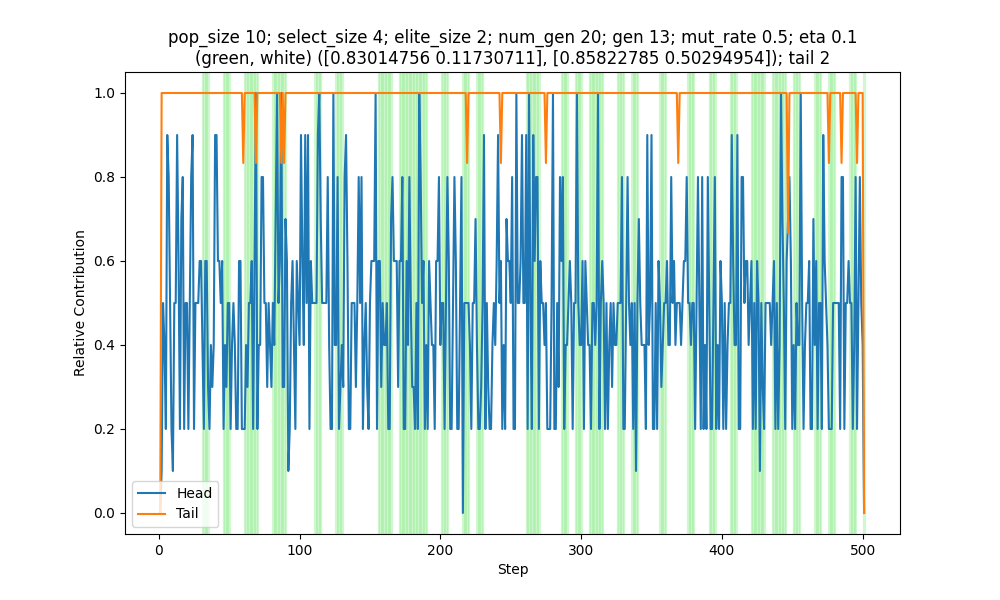 pop_size 10; select_size 4; elite_size 2; num_gen 20; gen 13; mut_rate 0.5; eta 0.1
(green, white) ([0.83014756 0.11730711], [0.85822785 0.50294954]); tail 2
1.0
0.8
0.6
0.4
0.2
0.0
Relative Contribution
Head
Tail
0
100
200
300
400
500
Step